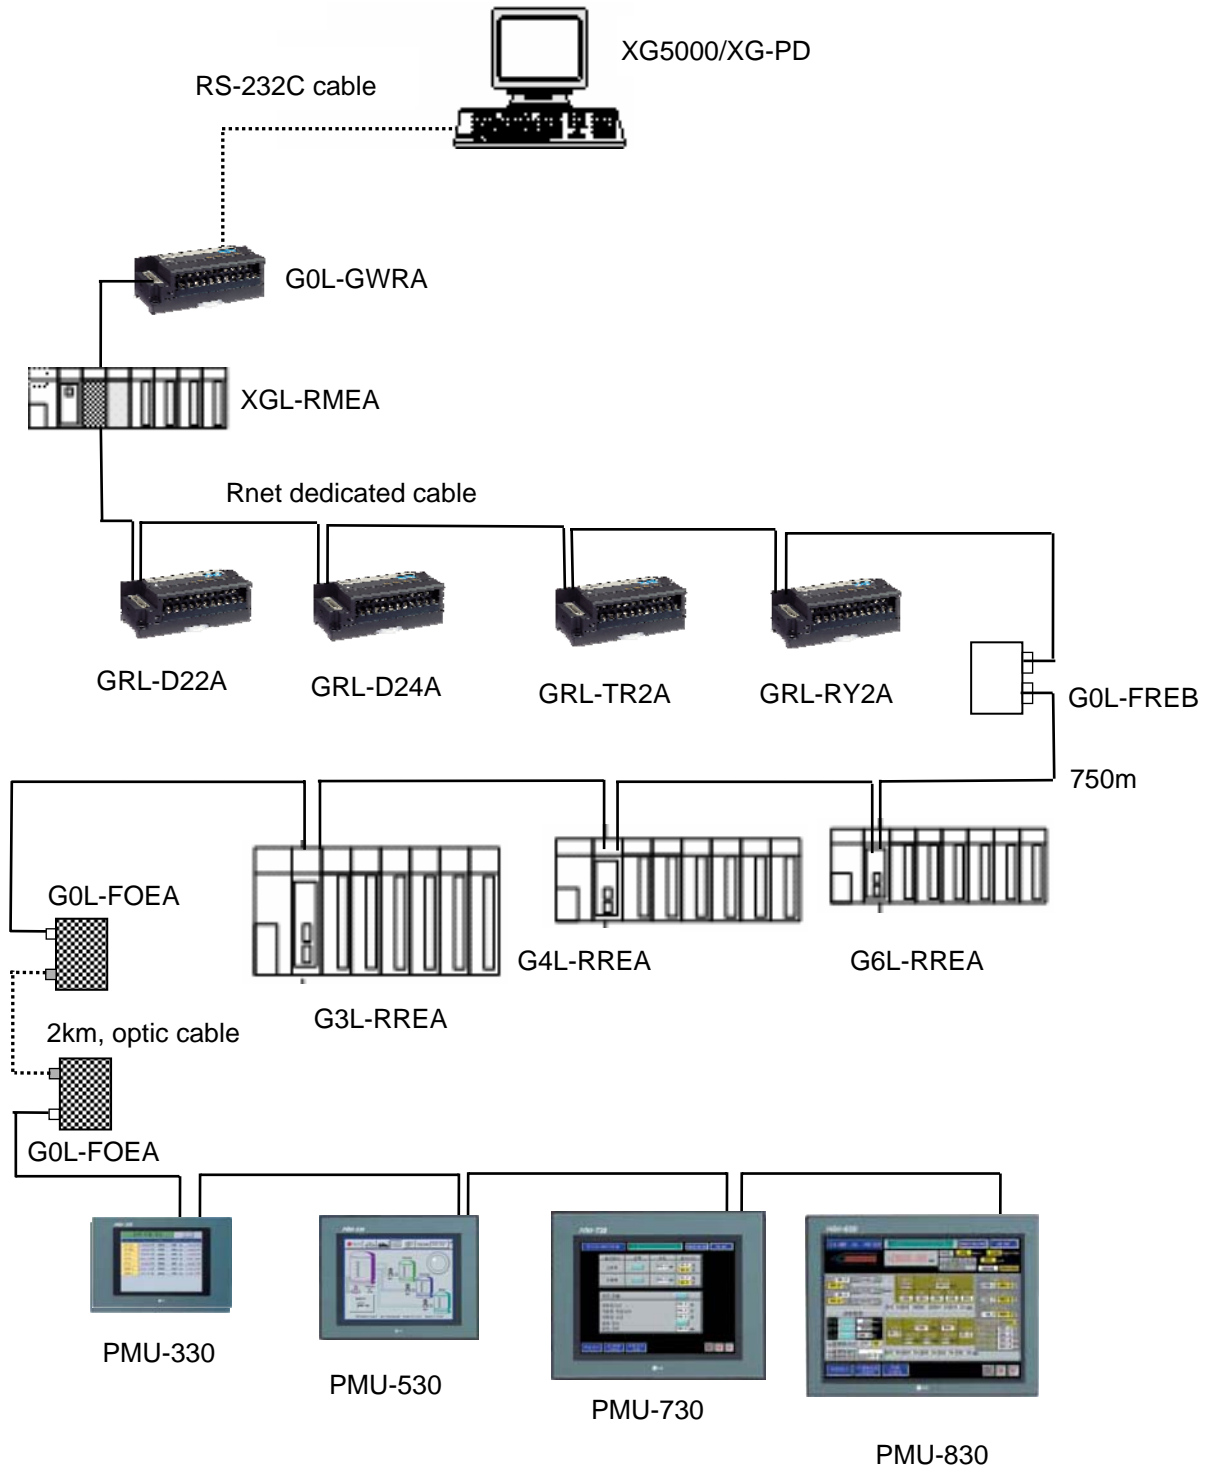 XG5000/XG-PD
RS-232C cable
G0L-GWRA
XGL-RMEA
Rnet dedicated cable
GRL-D22A
GRL-D24A
GRL-TR2A
GRL-RY2A
G0L-FREB
750m
G0L-FOEA
G4L-RREA
G6L-RREA
G3L-RREA
2km, optic cable
G0L-FOEA
PMU-330
PMU-530
PMU-730
PMU-830